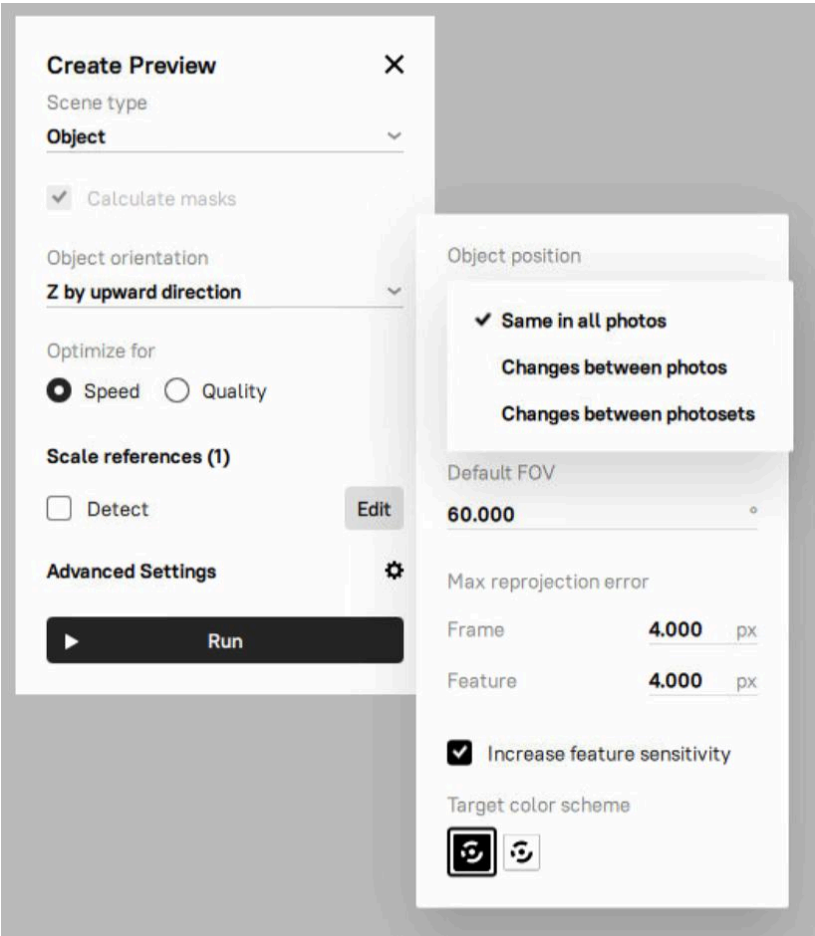 Create Preview
Scene type
Object
Calculate masks
Object orientation
Z by upward direction
Optimize for
Speed Quality
Scale references (1)
Detect Edit
Advanced Settings
Run
Object position
Same in all photos
Changes between photos
Changes between photosets
Default FOV
60.000 °
Max reprojection error
Frame 4.000 px
Feature 4.000 px
Increase feature sensitivity
Target color scheme